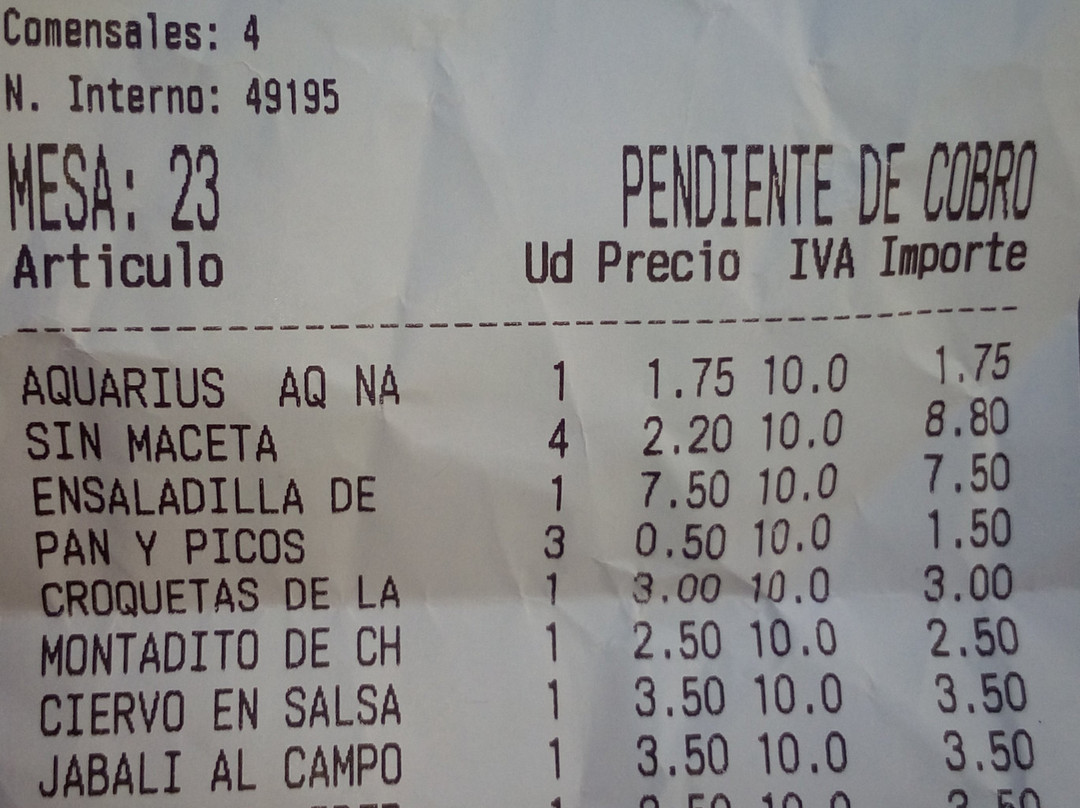 Comensales: 4
N. Interno: 49195
MESA: 23 PENDIENTE DE COBRO
Articulo Ud Precio IVA Importe
AQUARIUS AQ NA 1 1.75 10.0 1.75
SIN MACETA 4 2.20 10.0 8.80
ENSALADILLA DE 1 7.50 10.0 7.50
PAN Y PICOS 3 0.50 10.0 1.50
CROQUETAS DE LA 1 3.00 10.0 3.00
MONTADITO DE CH 1 2.50 10.0 2.50
CIERVO EN SALSA 1 3.50 10.0 3.50
JABALI AL CAMPO 1 3.50 10.0 3.50